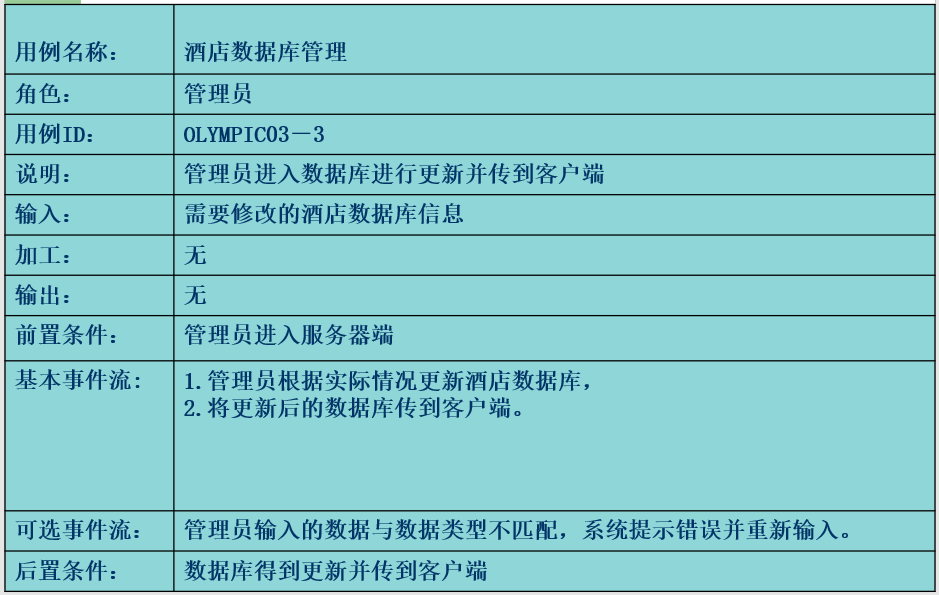 用例名称： 酒店数据库管理
角色： 管理员
用例ID： OLYMPIC03－3
说明： 管理员进入数据库进行更新并传到客户端
输入： 需要修改的酒店数据库信息
加工： 无
输出： 无
前置条件： 管理员进入服务器端
基本事件流： 1.管理员根据实际情况更新酒店数据库，
2.将更新后的数据库传到客户端。
可选事件流： 管理员输入的数据与数据类型不匹配，系统提示错误并重新输入。
后置条件： 数据库得到更新并传到客户端